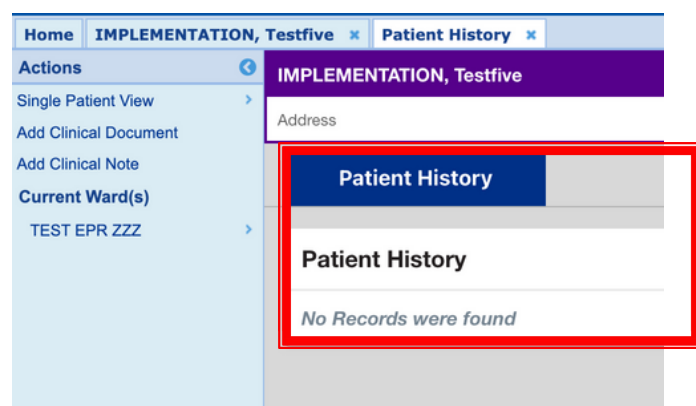 Home IMPLEMENTATION, Testfive × Patient History ×
Actions
Single Patient View
Add Clinical Document
Add Clinical Note
Current Ward(s)
TEST EPR ZZZ
IMPLEMENTATION, Testfive
Address
Patient History
Patient History
No Records were found